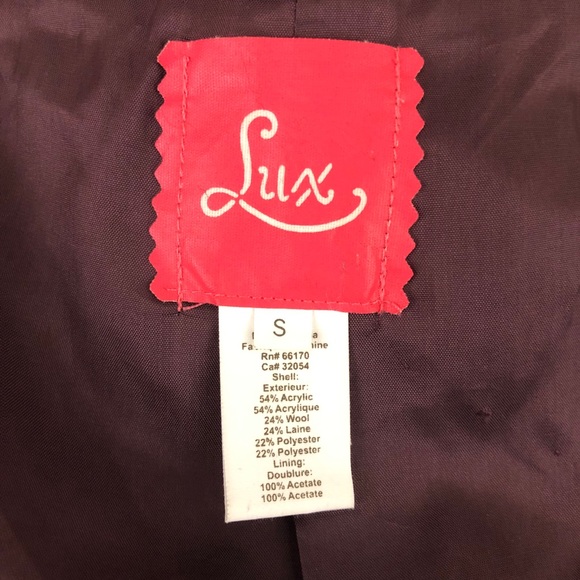 Lux
S
Rn# 66170
Ca# 32054
Shell:
Exterieur:
54% Acrylic
54% Acrylique
24% Wool
24% Laine
22% Polyester
22% Polyester
Lining:
Doublure:
100% Acetate
100% Acetate